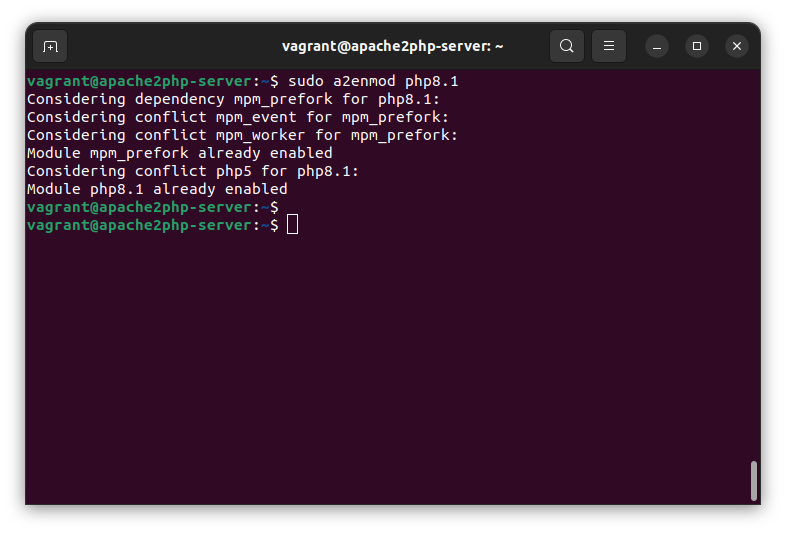 vagrant@apache2php-server: ~
vagrant@apache2php-server:~$ sudo a2enmod php8.1
Considering dependency mpm_prefork for php8.1:
Considering conflict mpm_event for mpm_prefork:
Considering conflict mpm_worker for mpm_prefork:
Module mpm_prefork already enabled
Considering conflict php5 for php8.1:
Module php8.1 already enabled
vagrant@apache2php-server:~$
vagrant@apache2php-server:~$